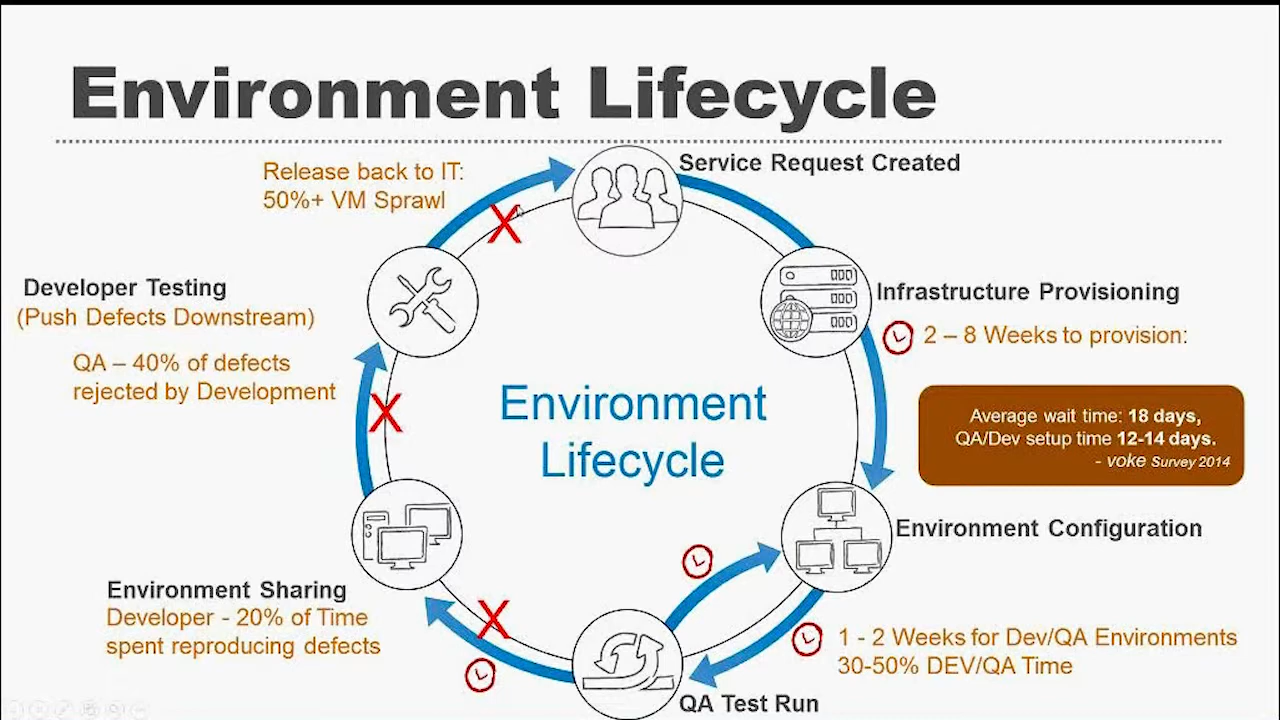 Environment Lifecycle
Release back to IT:
50%+ VM Sprawl
Service Request Created
Developer Testing
(Push Defects Downstream)
QA – 40% of defects
rejected by Development
Infrastructure Provisioning
2 – 8 Weeks to provision:
Average wait time: 18 days,
QA/Dev setup time 12-14 days.
- voke Survey 2014
Environment
Lifecycle
Environment Configuration
Environment Sharing
Developer - 20% of Time
spent reproducing defects
1 - 2 Weeks for Dev/QA Environments
30-50% DEV/QA Time
QA Test Run